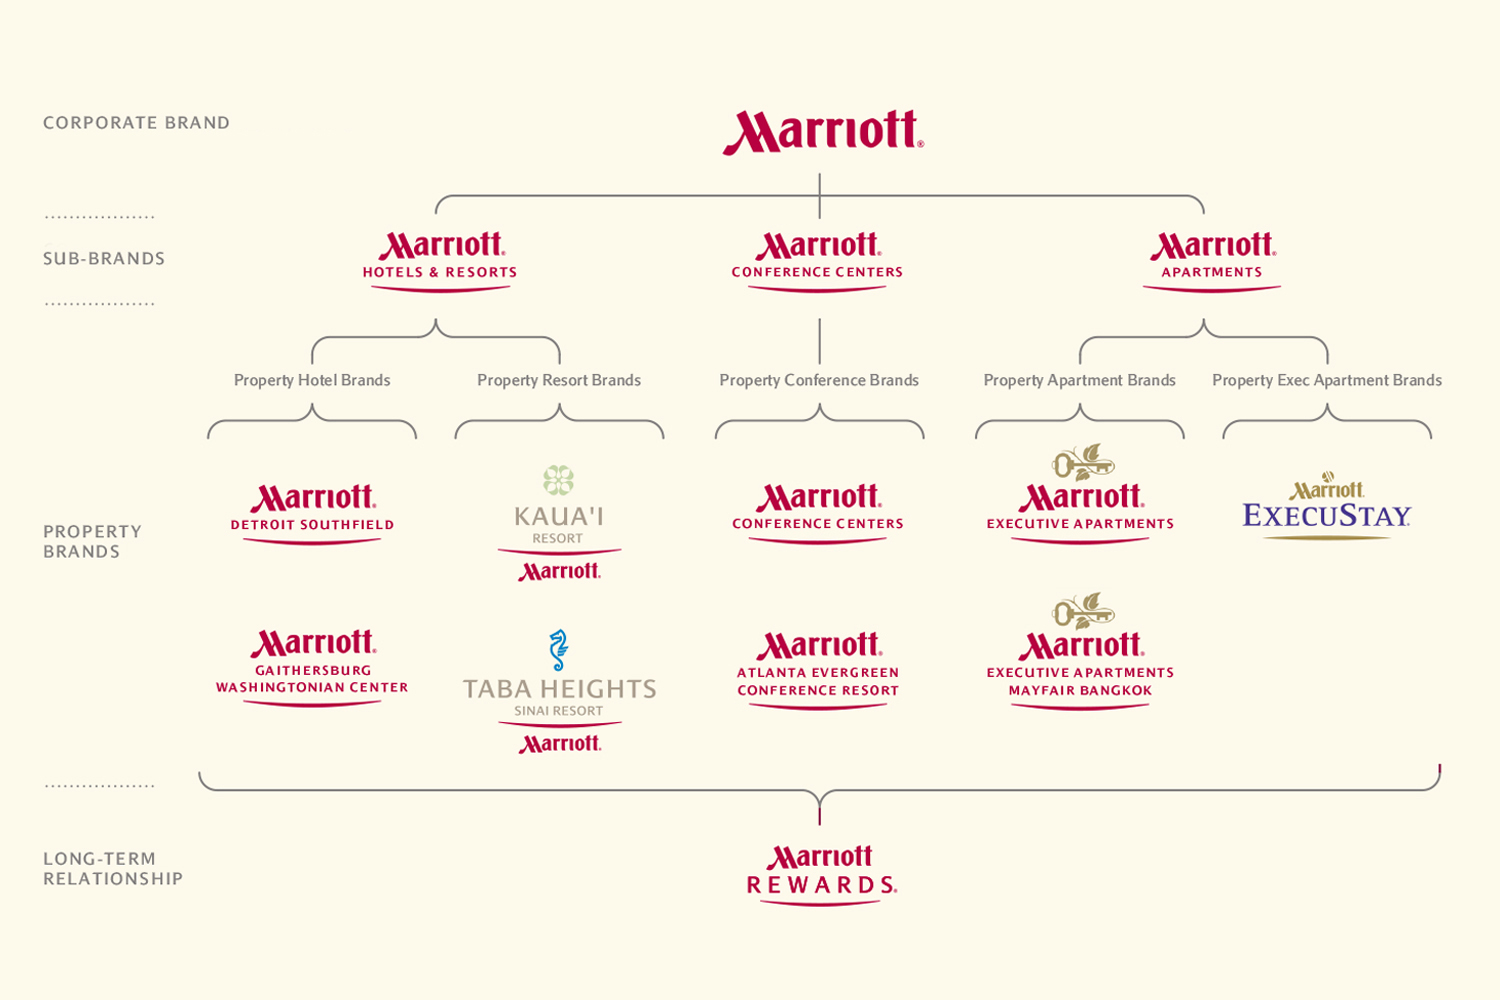 CORPORATE BRAND
Marriott®
SUB-BRANDS
Marriott®
HOTELS & RESORTS
Marriott®
CONFERENCE CENTERS
Marriott®
APARTMENTS
Property Hotel Brands
Property Resort Brands
Property Conference Brands
Property Apartment Brands
Property Exec Apartment Brands
PROPERTY
BRANDS
Marriott®
DETROIT SOUTHFIELD
KAUA'I
RESORT
Marriott®
Marriott®
CONFERENCE CENTERS
Marriott®
EXECUTIVE APARTMENTS
Marriott
EXECUSTAY
Marriott®
GAITHERSBURG
WASHINGTONIAN CENTER
TABA HEIGHTS
SINAI RESORT
Marriott®
Marriott®
ATLANTA EVERGREEN
CONFERENCE RESORT
Marriott®
EXECUTIVE APARTMENTS
MAYFAIR BANGKOK
LONG-TERM
RELATIONSHIP
Marriott
REWARDS®